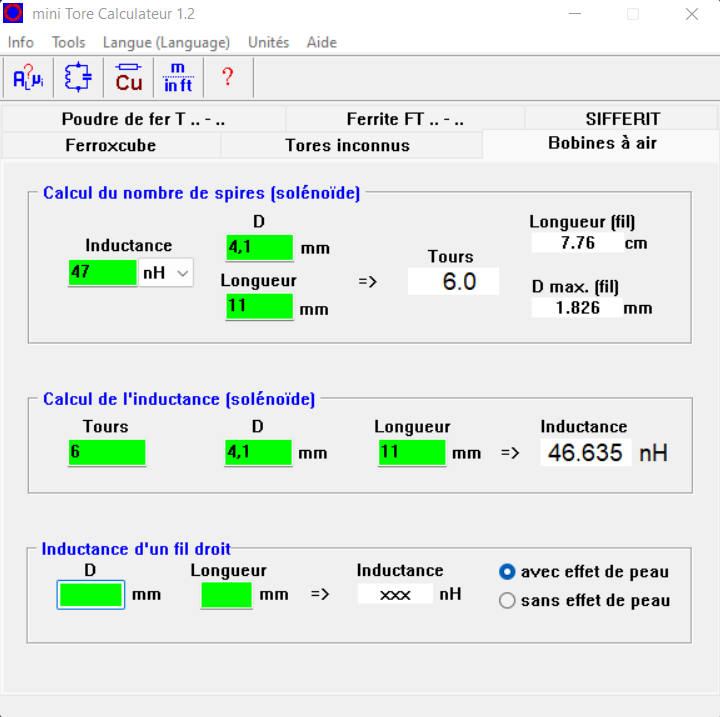 mini Tore Calculateur 1.2
Info Tools Langue (Language) Unités Aide
A L µ i ? Cu m in ft ?
Poudre de fer T .. - .. Ferrite FT .. - .. SIFFERIT
Ferroxcube Tores inconnus Bobines à air
Calcul du nombre de spires (solénoïde)
D Longueur (fil)
Inductance 4,1 mm 7.76 cm
47 nH Longueur => Tours 6.0 D max. (fil)
11 mm 1.826 mm
Calcul de l'inductance (solénoïde)
Tours D Longueur Inductance
6 4,1 mm 11 mm => 46.635 nH
Inductance d'un fil droit
D Longueur Inductance avec effet de peau
mm mm => xxx nH sans effet de peau